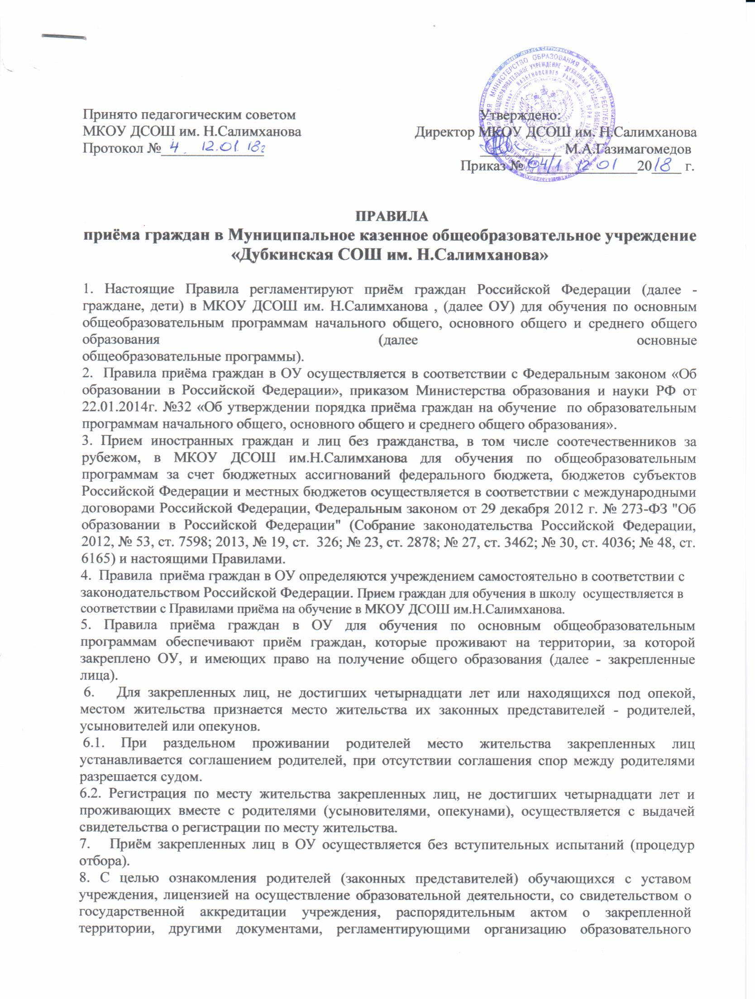 Принято педагогическим советом
МКОУ ДСОШ им. Н.Салимханова
Протокол № 4 12.01 18г
Утверждено:
Директор МКОУ ДСОШ им. Н.Салимханова
М.А.Газимагомедов
Приказ № 64/1 12.01 2018 г.
ПРАВИЛА
приёма граждан в Муниципальное казенное общеобразовательное учреждение
«Дубкинская СОШ им. Н.Салимханова»
1. Настоящие Правила регламентируют приём граждан Российской Федерации (далее -
граждане, дети) в МКОУ ДСОШ им. Н.Салимханова , (далее ОУ) для обучения по основным
общеобразовательным программам начального общего, основного общего и среднего общего
образования (далее основные
общеобразовательные программы).
2. Правила приёма граждан в ОУ осуществляется в соответствии с Федеральным законом «Об
образовании в Российской Федерации», приказом Министерства образования и науки РФ от
22.01.2014г. №32 «Об утверждении порядка приёма граждан на обучение по образовательным
программам начального общего, основного общего и среднего общего образования».
3. Прием иностранных граждан и лиц без гражданства, в том числе соотечественников за
рубежом, в МКОУ ДСОШ им.Н.Салимханова для обучения по общеобразовательным
программам за счет бюджетных ассигнований федерального бюджета, бюджетов субъектов
Российской Федерации и местных бюджетов осуществляется в соответствии с международными
договорами Российской Федерации, Федеральным законом от 29 декабря 2012 г. № 273-ФЗ "Об
образовании в Российской Федерации" (Собрание законодательства Российской Федерации,
2012, № 53, ст. 7598; 2013, № 19, ст. 326; № 23, ст. 2878; № 27, ст. 3462; № 30, ст. 4036; № 48, ст.
6165) и настоящими Правилами.
4. Правила приёма граждан в ОУ определяются учреждением самостоятельно в соответствии с
законодательством Российской Федерации. Прием граждан для обучения в школу осуществляется в
соответствии с Правилами приёма на обучение в МКОУ ДСОШ им.Н.Салимханова.
5. Правила приёма граждан в ОУ для обучения по основным общеобразовательным
программам обеспечивают приём граждан, которые проживают на территории, за которой
закреплено ОУ, и имеющих право на получение общего образования (далее - закрепленные
лица).
6. Для закрепленных лиц, не достигших четырнадцати лет или находящихся под опекой,
местом жительства признается место жительства их законных представителей - родителей,
усыновителей или опекунов.
6.1. При раздельном проживании родителей место жительства закрепленных лиц
устанавливается соглашением родителей, при отсутствии соглашения спор между родителями
разрешается судом.
6.2. Регистрация по месту жительства закрепленных лиц, не достигших четырнадцати лет и
проживающих вместе с родителями (усыновителями, опекунами), осуществляется с выдачей
свидетельства о регистрации по месту жительства.
7. Приём закрепленных лиц в ОУ осуществляется без вступительных испытаний (процедур
отбора).
8. С целью ознакомления родителей (законных представителей) обучающихся с уставом
учреждения, лицензией на осуществление образовательной деятельности, со свидетельством о
государственной аккредитации учреждения, распорядительным актом о закрепленной
территории, другими документами, регламентирующими организацию образовательного